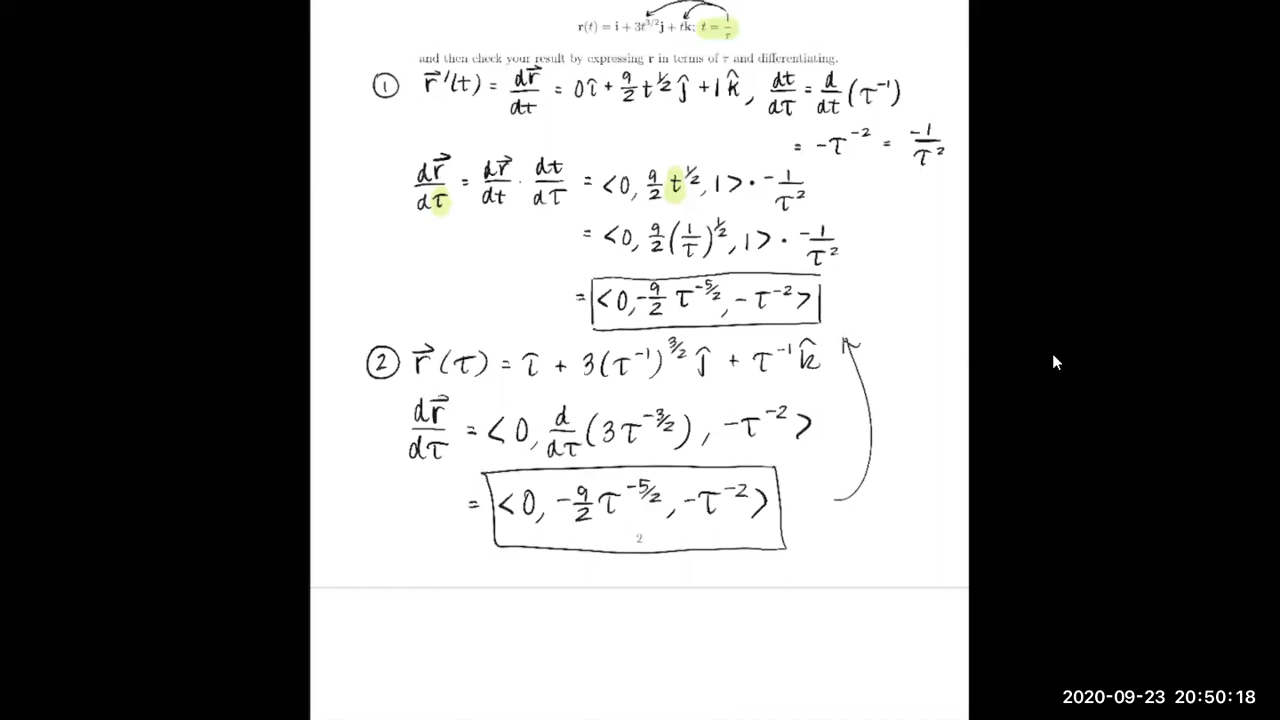 r(t) = i + 3t^{3/2}j + tk; t = 1/τ
and then check your result by expressing r in terms of τ and differentiating.
① r⃗'(t) = dr⃗/dt = 0î + 9/2 t^{1/2} ĵ + 1k̂, dt/dτ = d/dt (τ^{-1})
= -τ^{-2} = -1/τ^2
dr⃗/dτ = dr⃗/dt · dt/dτ = <0, 9/2 t^{1/2}, 1> · -1/τ^2
= <0, 9/2 (1/τ)^{1/2}, 1> · -1/τ^2
= <0, -9/2 τ^{-5/2}, -τ^{-2}>
② r⃗(τ) = î + 3(τ^{-1})^{3/2} ĵ + τ^{-1} k̂
dr⃗/dτ = <0, d/dτ (3τ^{-3/2}), -τ^{-2}>
= <0, -9/2 τ^{-5/2}, -τ^{-2}>
2
2020-09-23 20:50:18